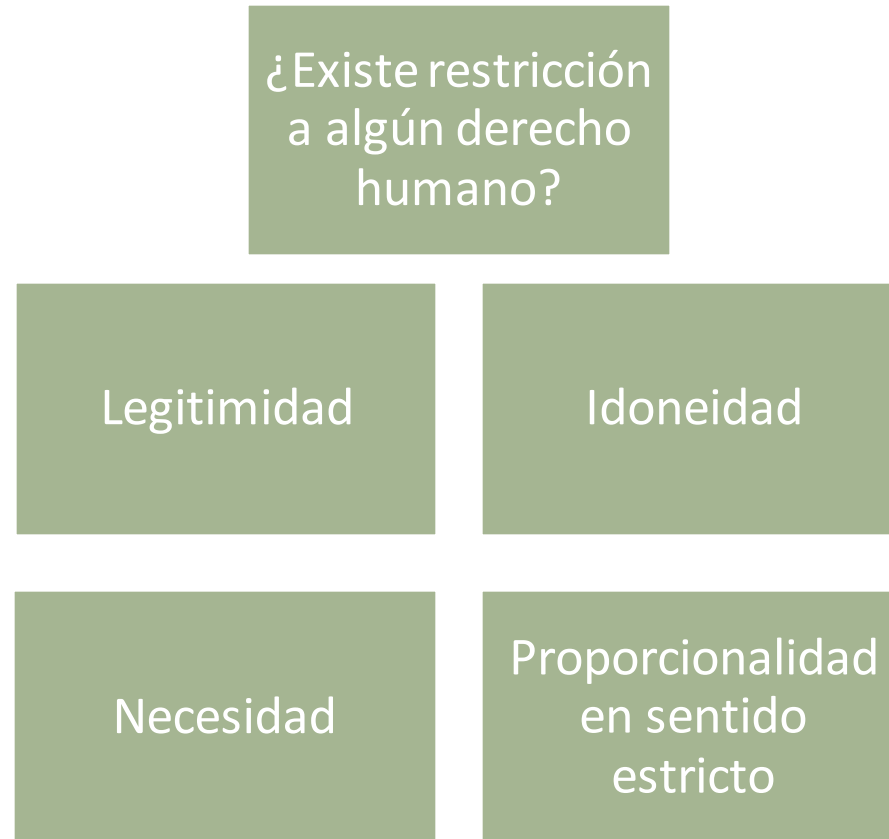 ¿Existe restricción
a algún derecho
humano?
Legitimidad
Idoneidad
Necesidad
Proporcionalidad
en sentido
estricto